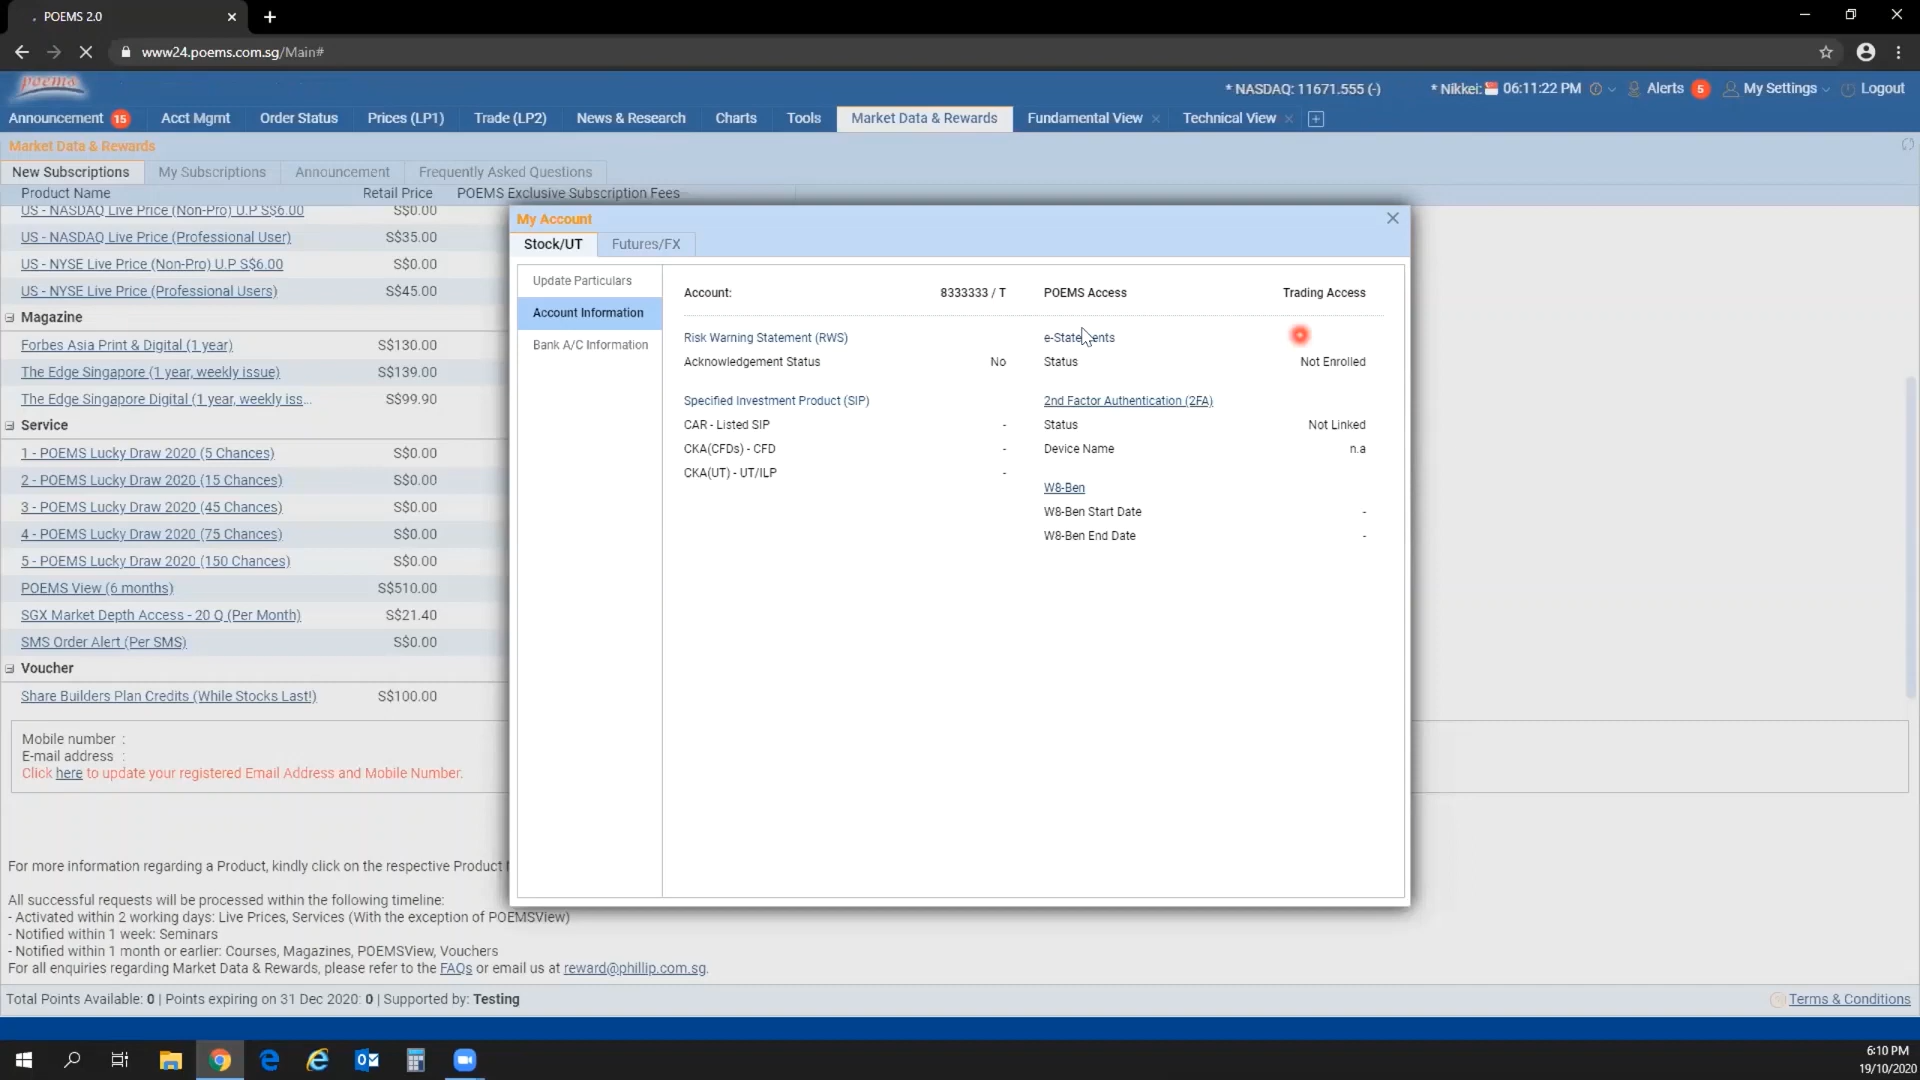 POEMS 2.0
www24.poems.com.sg/Main#
poems
* NASDAQ: 11671.555 (-)
* Nikkei:
06:11:22 PM
Alerts 5
My Settings
Logout
Announcement 15
Acct Mgmt
Order Status
Prices (LP1)
Trade (LP2)
News & Research
Charts
Tools
Market Data & Rewards
Fundamental View
Technical View
Market Data & Rewards
New Subscriptions
My Subscriptions
Announcement
Frequently Asked Questions
Product Name Retail Price POEMS Exclusive Subscription Fees
US - NASDAQ Live Price (Non-Pro) U.P S$6.00 S$0.00
US - NASDAQ Live Price (Professional User) S$35.00
US - NYSE Live Price (Non-Pro) U.P S$6.00 S$0.00
US - NYSE Live Price (Professional Users) S$45.00
Magazine
Forbes Asia Print & Digital (1 year) S$130.00
The Edge Singapore (1 year, weekly issue) S$139.00
The Edge Singapore Digital (1 year, weekly iss... S$99.90
Service
1 - POEMS Lucky Draw 2020 (5 Chances) S$0.00
2 - POEMS Lucky Draw 2020 (15 Chances) S$0.00
3 - POEMS Lucky Draw 2020 (45 Chances) S$0.00
4 - POEMS Lucky Draw 2020 (75 Chances) S$0.00
5 - POEMS Lucky Draw 2020 (150 Chances) S$0.00
POEMS View (6 months) S$510.00
SGX Market Depth Access - 20 Q (Per Month) S$21.40
SMS Order Alert (Per SMS) S$0.00
Voucher
Share Builders Plan Credits (While Stocks Last!) S$100.00
Mobile number :
E-mail address :
Click here to update your registered Email Address and Mobile Number.
For more information regarding a Product, kindly click on the respective Product
All successful requests will be processed within the following timeline:
- Activated within 2 working days: Live Prices, Services (With the exception of POEMSView)
- Notified within 1 week: Seminars
- Notified within 1 month or earlier: Courses, Magazines, POEMSView, Vouchers
For all enquiries regarding Market Data & Rewards, please refer to the FAQs or email us at reward@phillip.com.sg.
Total Points Available: 0 | Points expiring on 31 Dec 2020: 0 | Supported by: Testing
Terms & Conditions
My Account
Stock/UT
Futures/FX
Update Particulars
Account Information
Bank A/C Information
Account: 8333333 / T
Risk Warning Statement (RWS)
Acknowledgement Status No
Specified Investment Product (SIP)
CAR - Listed SIP -
CKA(CFDs) - CFD -
CKA(UT) - UT/ILP -
POEMS Access Trading Access
e-Statements
Status Not Enrolled
2nd Factor Authentication (2FA)
Status Not Linked
Device Name n.a
W8-Ben
W8-Ben Start Date -
W8-Ben End Date -
6:10 PM
19/10/2020